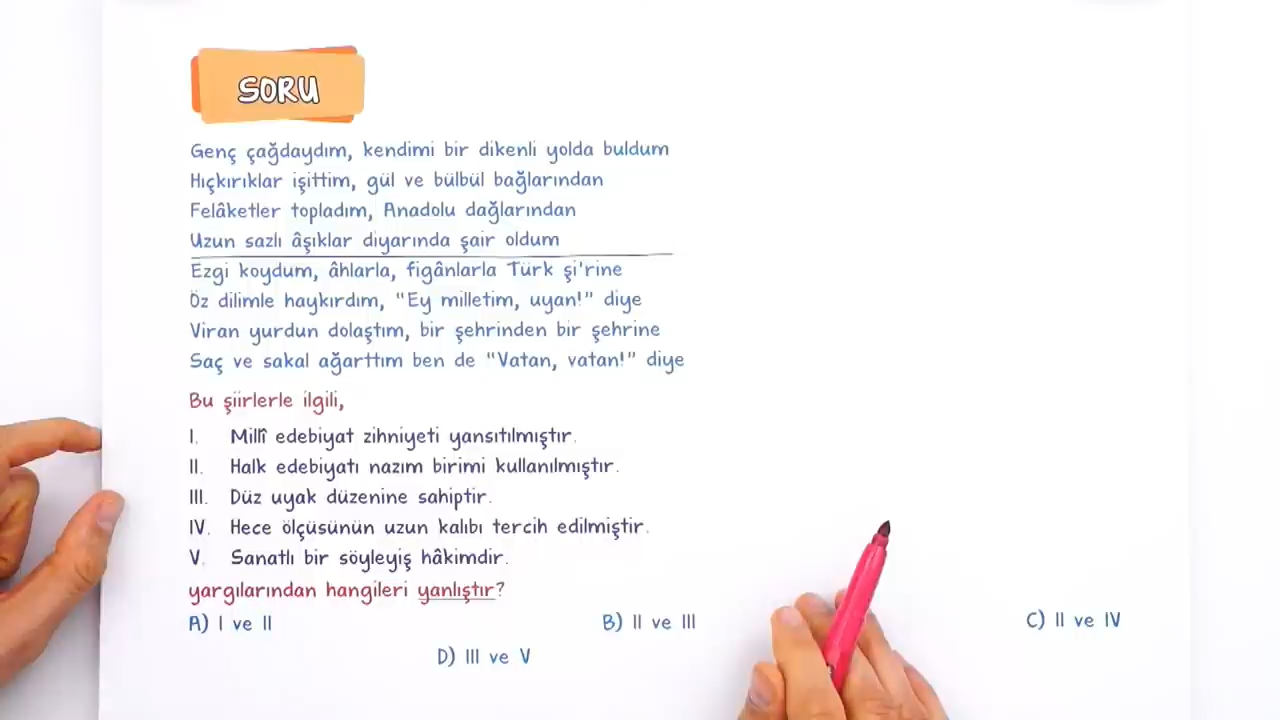 SORU
Genç çağdaydım, kendimi bir dikenli yolda buldum
Hıçkırıklar işittim, gül ve bülbül bağlarından
Felâketler topladım, Anadolu dağlarından
Uzun sazlı âşıklar diyarında şair oldum
Ezgi koydum, âhlarla, figânlarla Türk şi'rine
Öz dilimle haykırdım, "Ey milletim, uyan!" diye
Viran yurdun dolaştım, bir şehrinden bir şehrine
Saç ve sakal ağarttım ben de "Vatan, vatan!" diye
Bu şiirlerle ilgili,
I. Millî edebiyat zihniyeti yansıtılmıştır.
II. Halk edebiyatı nazım birimi kullanılmıştır.
III. Düz uyak düzenine sahiptir.
IV. Hece ölçüsünün uzun kalıbı tercih edilmiştir.
V. Sanatlı bir söyleyiş hâkimdir.
yargılarından hangileri yanlıştır?
A) I ve II B) II ve III C) II ve IV
D) III ve V